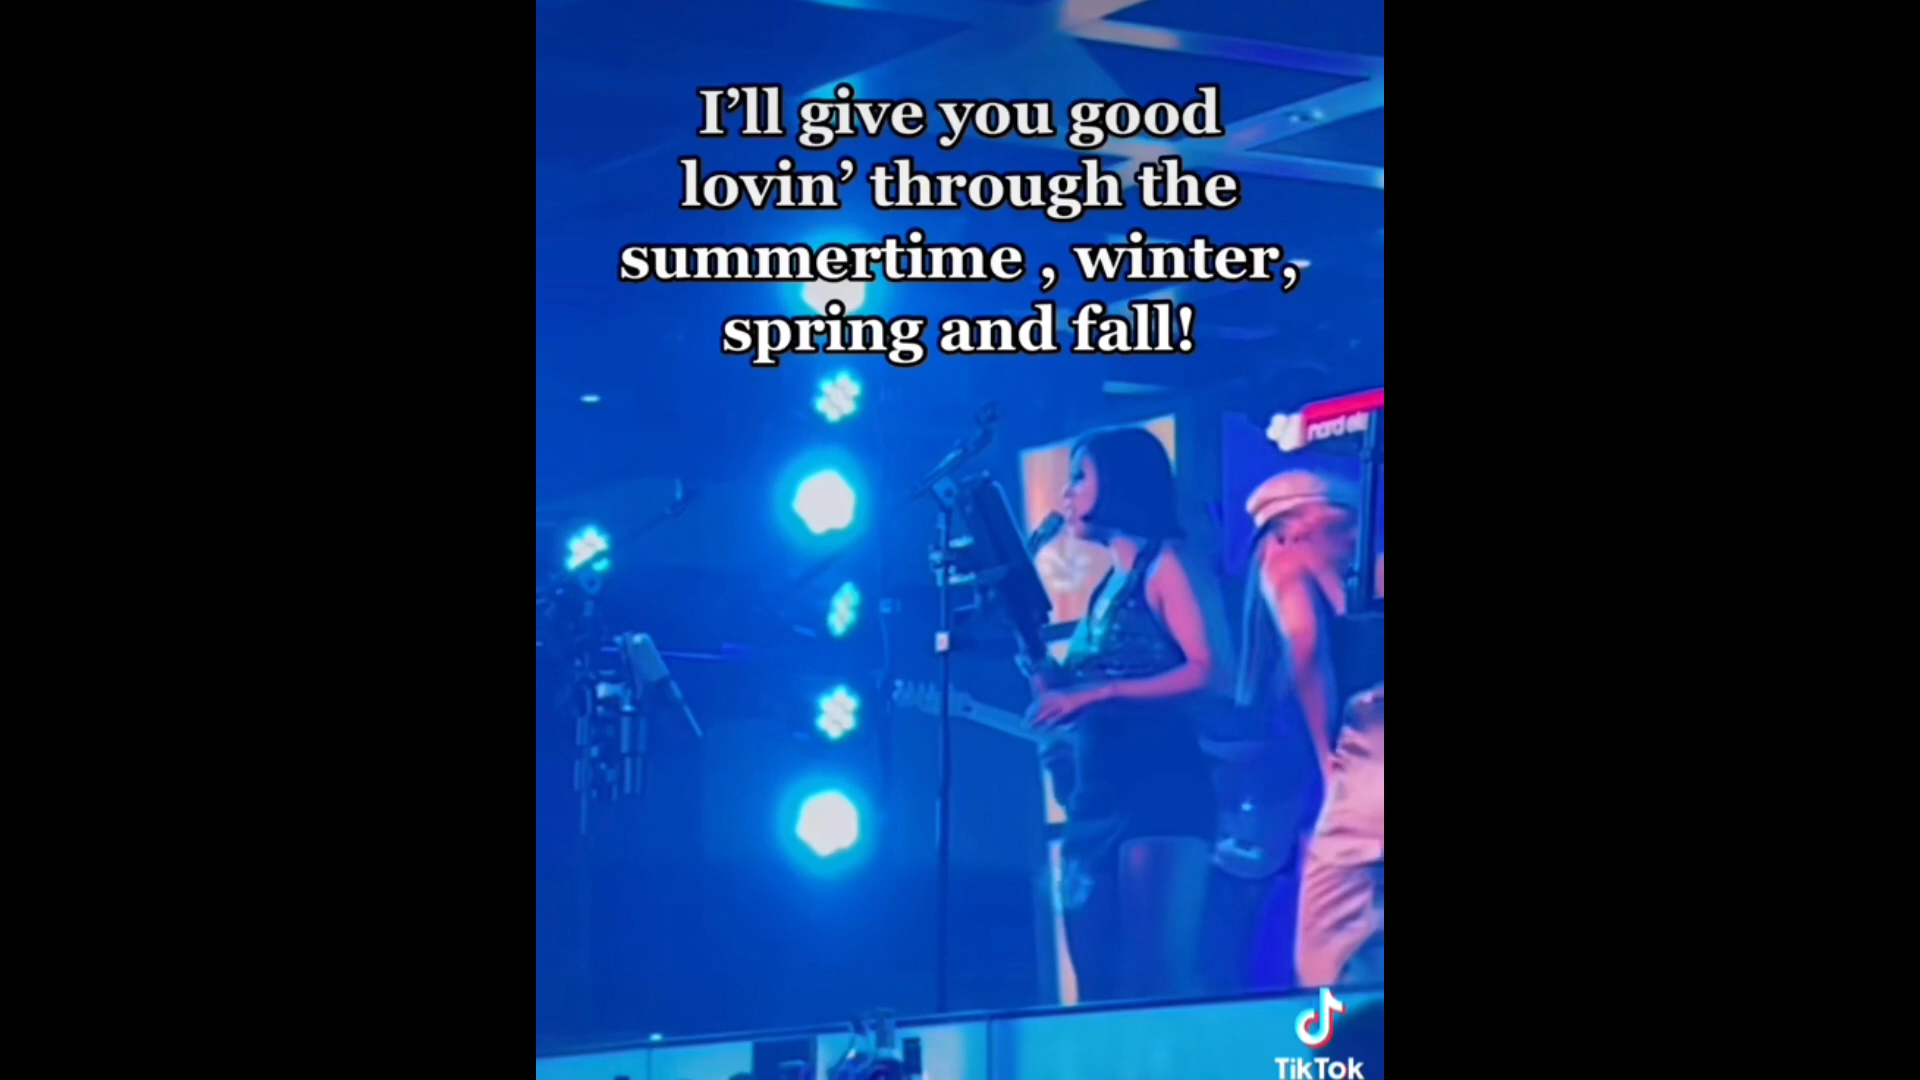 I’ll give you good
lovin’ through the
summertime , winter,
spring and fall!
TikTok